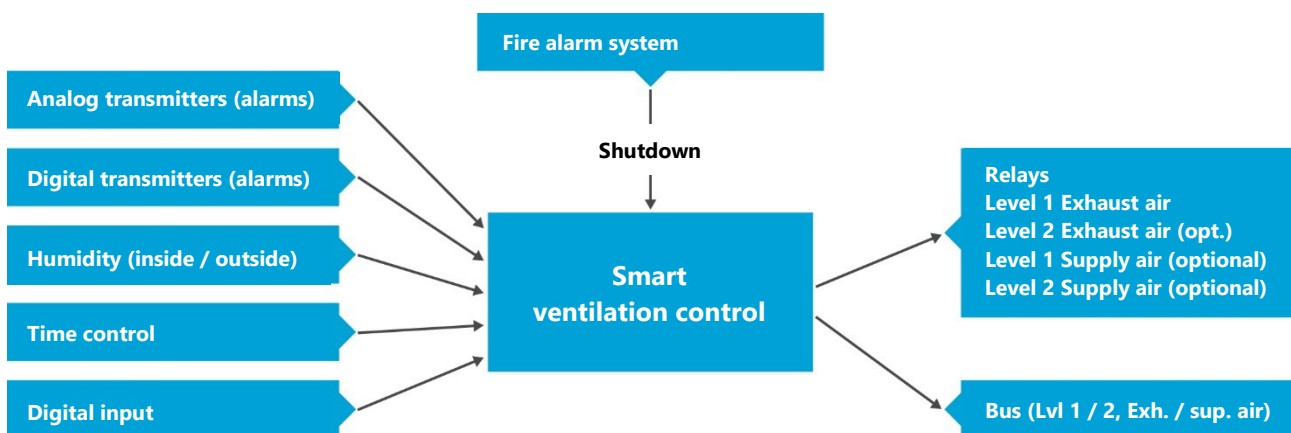 Fire alarm system
Analog transmitters (alarms)
Shutdown
Digital transmitters (alarms)
Relays
Level 1 Exhaust air
Level 2 Exhaust air (opt.)
Level 1 Supply air (optional)
Level 2 Supply air (optional)
Humidity (inside / outside)
Smart
ventilation control
Time control
Digital input
Bus (Lvl 1 / 2, Exh. / sup. air)